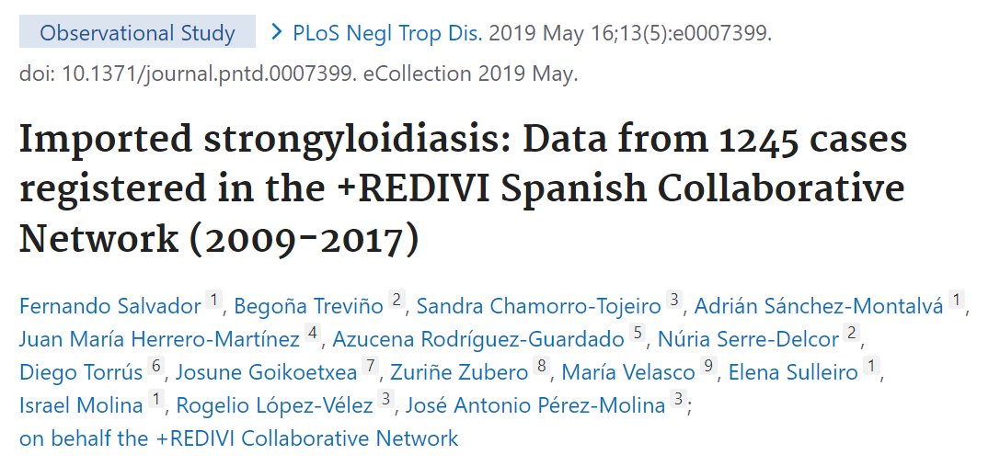 Observational Study > PLoS Negl Trop Dis. 2019 May 16;13(5):e0007399.
doi: 10.1371/journal.pntd.0007399. eCollection 2019 May.
Imported strongyloidiasis: Data from 1245 cases
registered in the +REDIVI Spanish Collaborative
Network (2009-2017)
Fernando Salvador 1, Begoña Treviño 2, Sandra Chamorro-Tojeiro 3, Adrián Sánchez-Montalvá 1,
Juan María Herrero-Martínez 4, Azucena Rodríguez-Guardado 5, Núria Serre-Delcor 2,
Diego Torrús 6, Josune Goikoetxea 7, Zuriñe Zubero 8, María Velasco 9, Elena Sulleiro 1,
Israel Molina 1, Rogelio López-Vélez 3, José Antonio Pérez-Molina 3;
on behalf the +REDIVI Collaborative Network